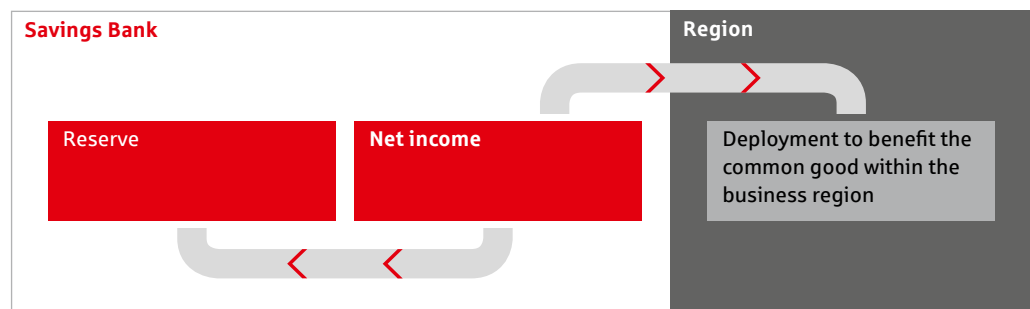 Savings Bank
Region
Reserve
Net income
Deployment to benefit the
common good within the
business region